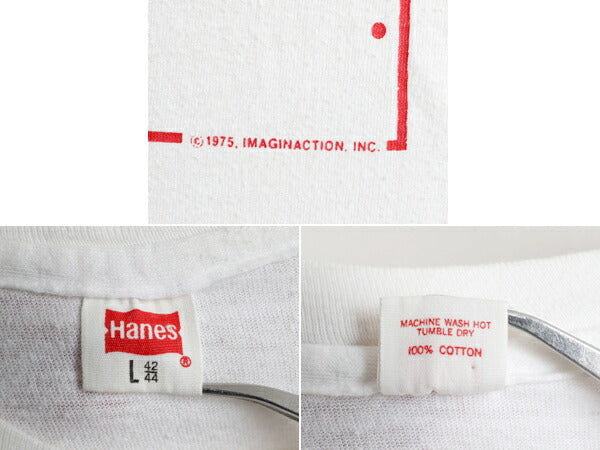 © 1975, IMAGINACTION, INC.
Hanes
L 42/44 ®
MACHINE WASH HOT
TUMBLE DRY
100% COTTON